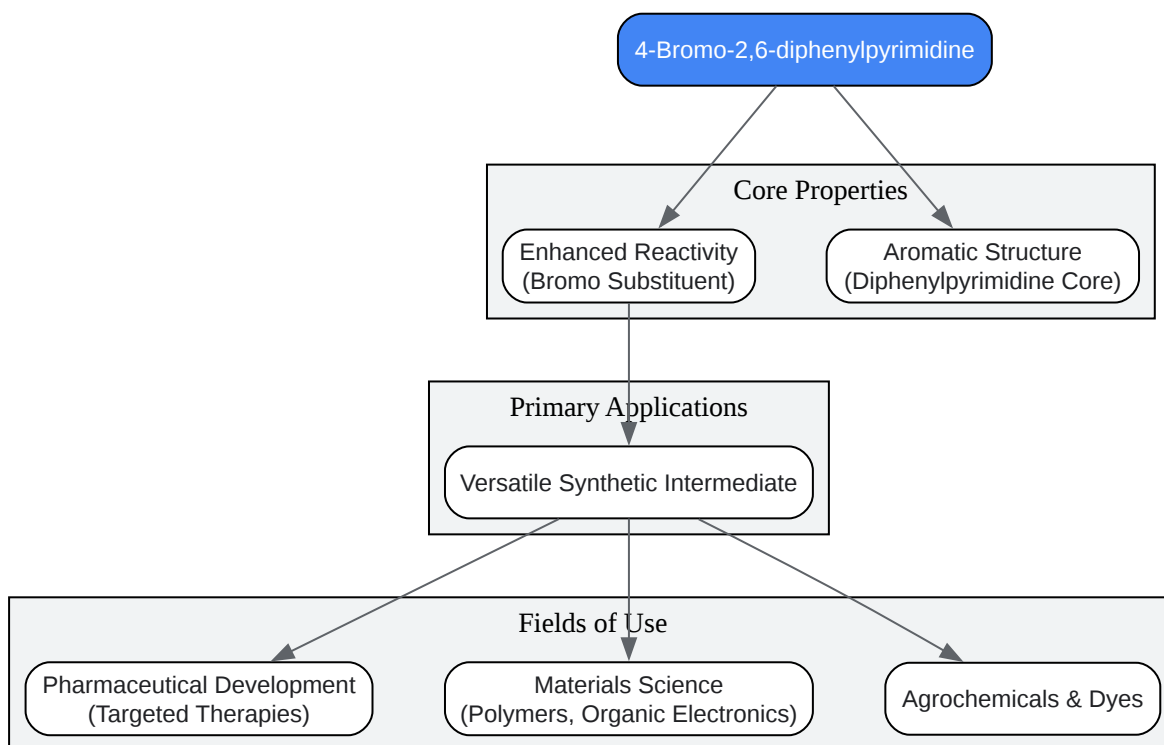 4-Bromo-2,6-diphenylpyrimidine
Core Properties
Enhanced Reactivity
(Bromo Substituent)
Aromatic Structure
(Diphenylpyrimidine Core)
Primary Applications
Versatile Synthetic Intermediate
Fields of Use
Pharmaceutical Development
(Targeted Therapies)
Materials Science
(Polymers, Organic Electronics)
Agrochemicals & Dyes